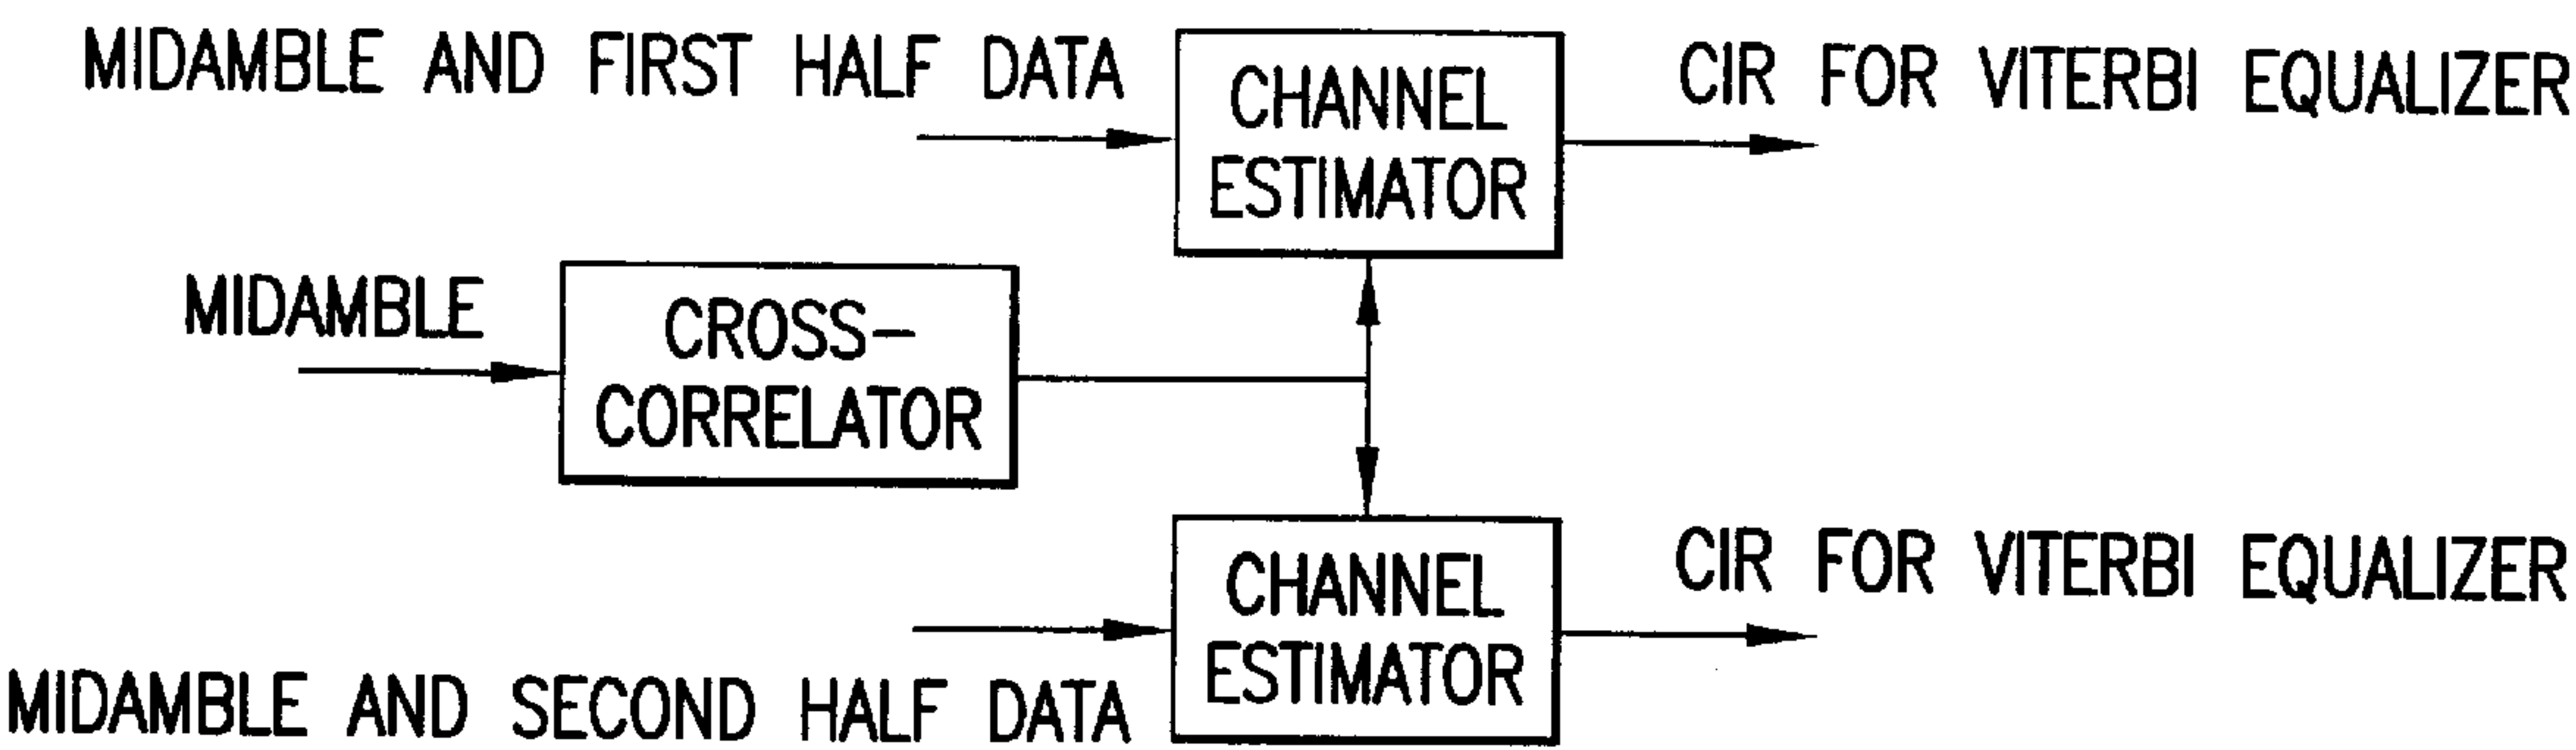 MIDAMBLE AND FIRST HALF DATA
CHANNEL
ESTIMATOR
CIR FOR VITERBI EQUALIZER
MIDAMBLE
CROSS-
CORRELATOR
MIDAMBLE AND SECOND HALF DATA
CHANNEL
ESTIMATOR
CIR FOR VITERBI EQUALIZER